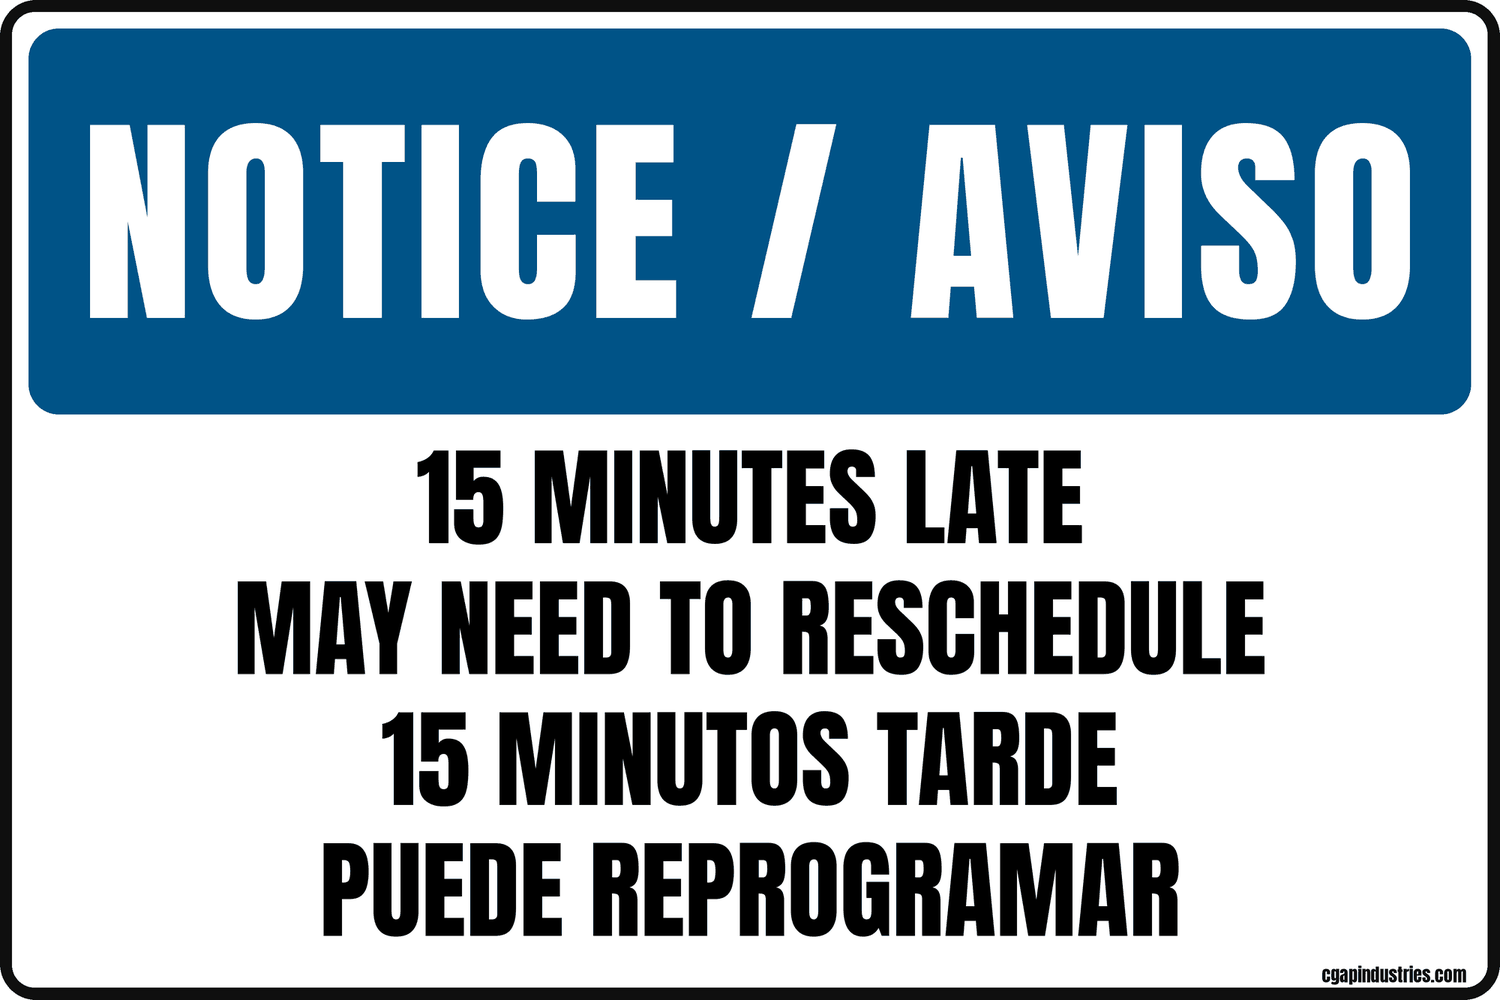 NOTICE / AVISO
15 MINUTES LATE
MAY NEED TO RESCHEDULE
15 MINUTOS TARDE
PUEDE REPROGRAMAR
cgapindustries.com